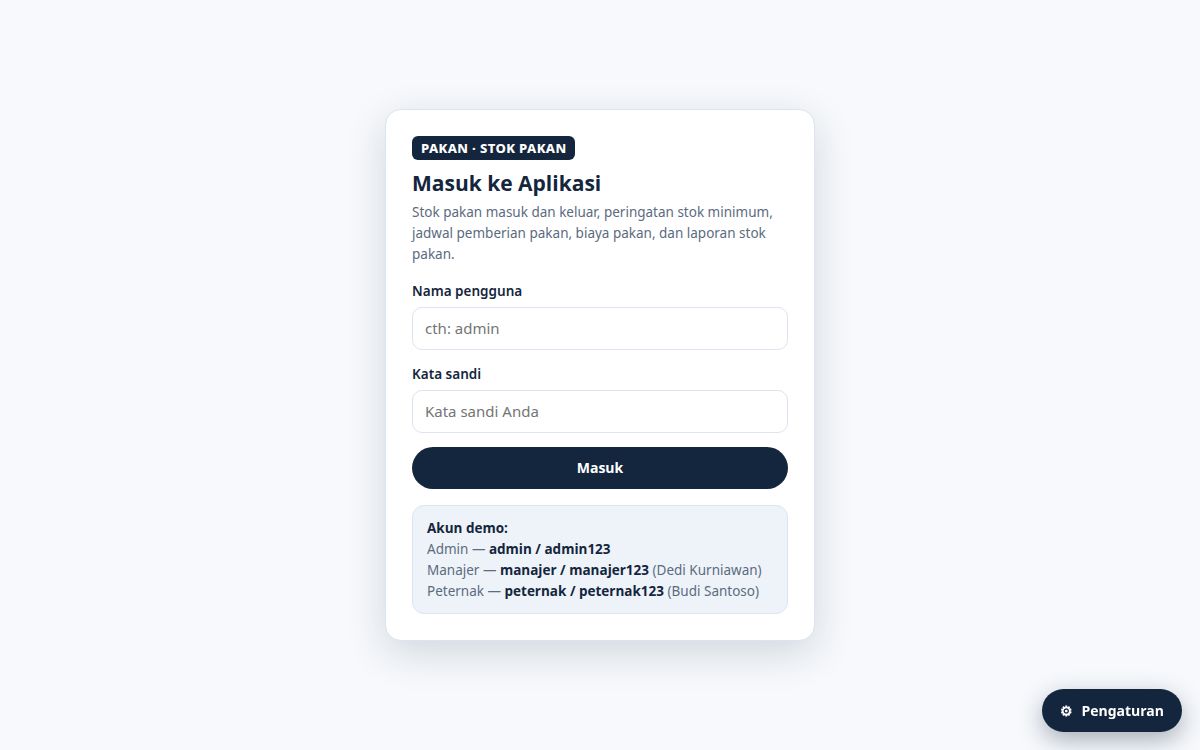 PAKAN · STOK PAKAN
Masuk ke Aplikasi
Stok pakan masuk dan keluar, peringatan stok minimum,
jadwal pemberian pakan, biaya pakan, dan laporan stok
pakan.
Nama pengguna
cth: admin
Kata sandi
Kata sandi Anda
Masuk
Akun demo:
Admin — admin / admin123
Manajer — manajer / manajer123 (Dedi Kurniawan)
Peternak — peternak / peternak123 (Budi Santoso)
⚙ Pengaturan